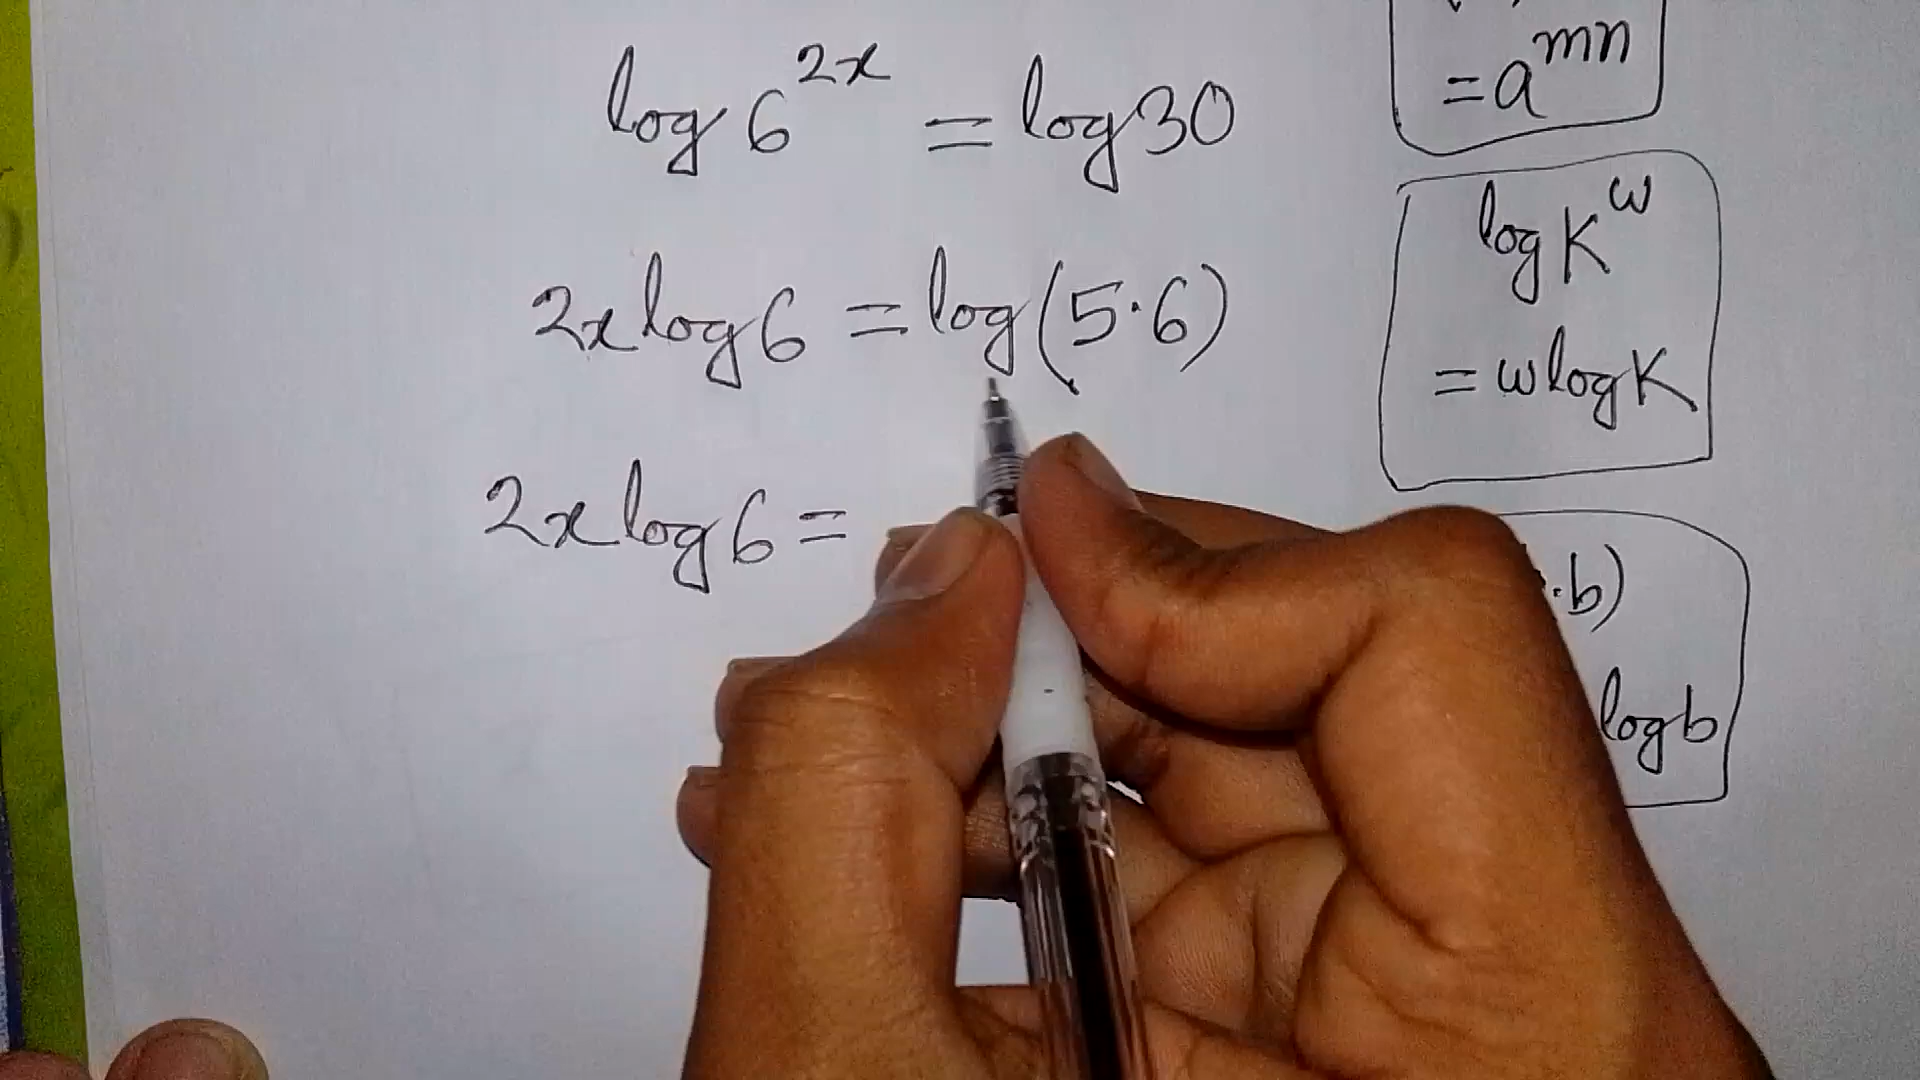 log 6^2x = log 30
2x log 6 = log (5·6)
2x log 6 =
= a^mn
log K^w
= w log K
·b)
log b